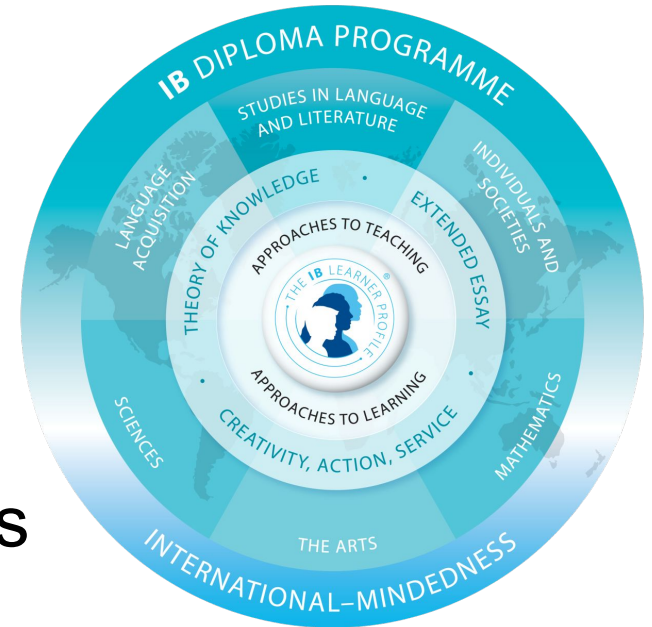 IB DIPLOMA PROGRAMME
STUDIES IN LANGUAGE
AND LITERATURE
LANGUAGE
ACQUISITION
INDIVIDUALS AND
SOCIETIES
THEORY OF KNOWLEDGE
EXTENDED ESSAY
APPROACHES TO TEACHING
THE IB LEARNER PROFILE
®
APPROACHES TO LEARNING
CREATIVITY, ACTION, SERVICE
SCIENCES
MATHEMATICS
THE ARTS
INTERNATIONAL–MINDEDNESS
s